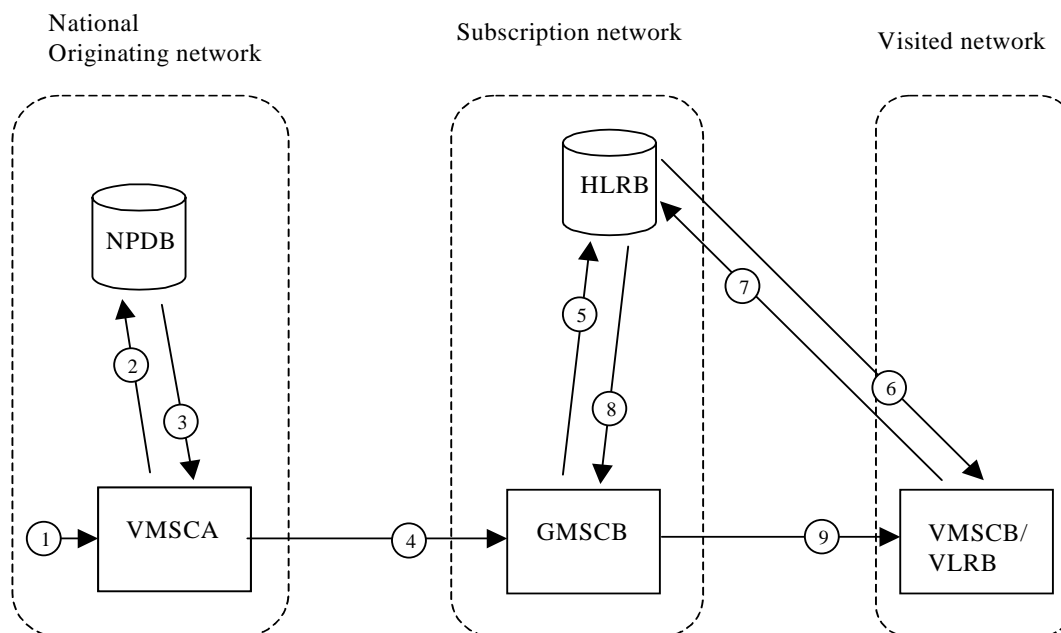 National
Originating network
Subscription network
Visited network
HLRB
NPDB
7
5
2
6
3
8
VMSCA
GMSCB
VMSCB/
VLRB
1
4
9